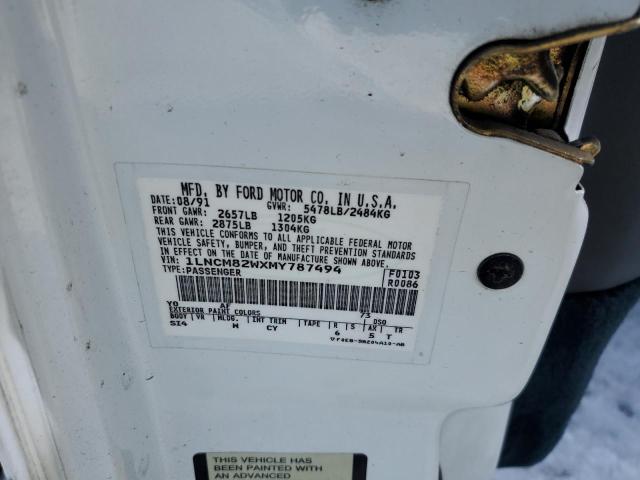 MFD. BY FORD MOTOR CO. IN U.S.A.
DATE:08/91 GVWR: 5478LB/2484KG
FRONT GAWR: 2657LB 1205KG
REAR GAWR: 2875LB 1304KG
THIS VEHICLE CONFORMS TO ALL APPLICABLE FEDERAL MOTOR
VEHICLE SAFETY, BUMPER, AND THEFT PREVENTION STANDARDS
IN EFFECT ON THE DATE OF MANUFACTURE SHOWN ABOVE.
VIN: 1LNCM82WXMY787494
TYPE:PASSENGER
F0103
R0086
YO AF 73
EXTERIOR PAINT COLORS DSO
BODY VR MLDG. INT TRIM TAPE R S AX TR
SI4 W CY 6 5 T
THIS VEHICLE HAS
BEEN PAINTED WITH
AN ADVANCED